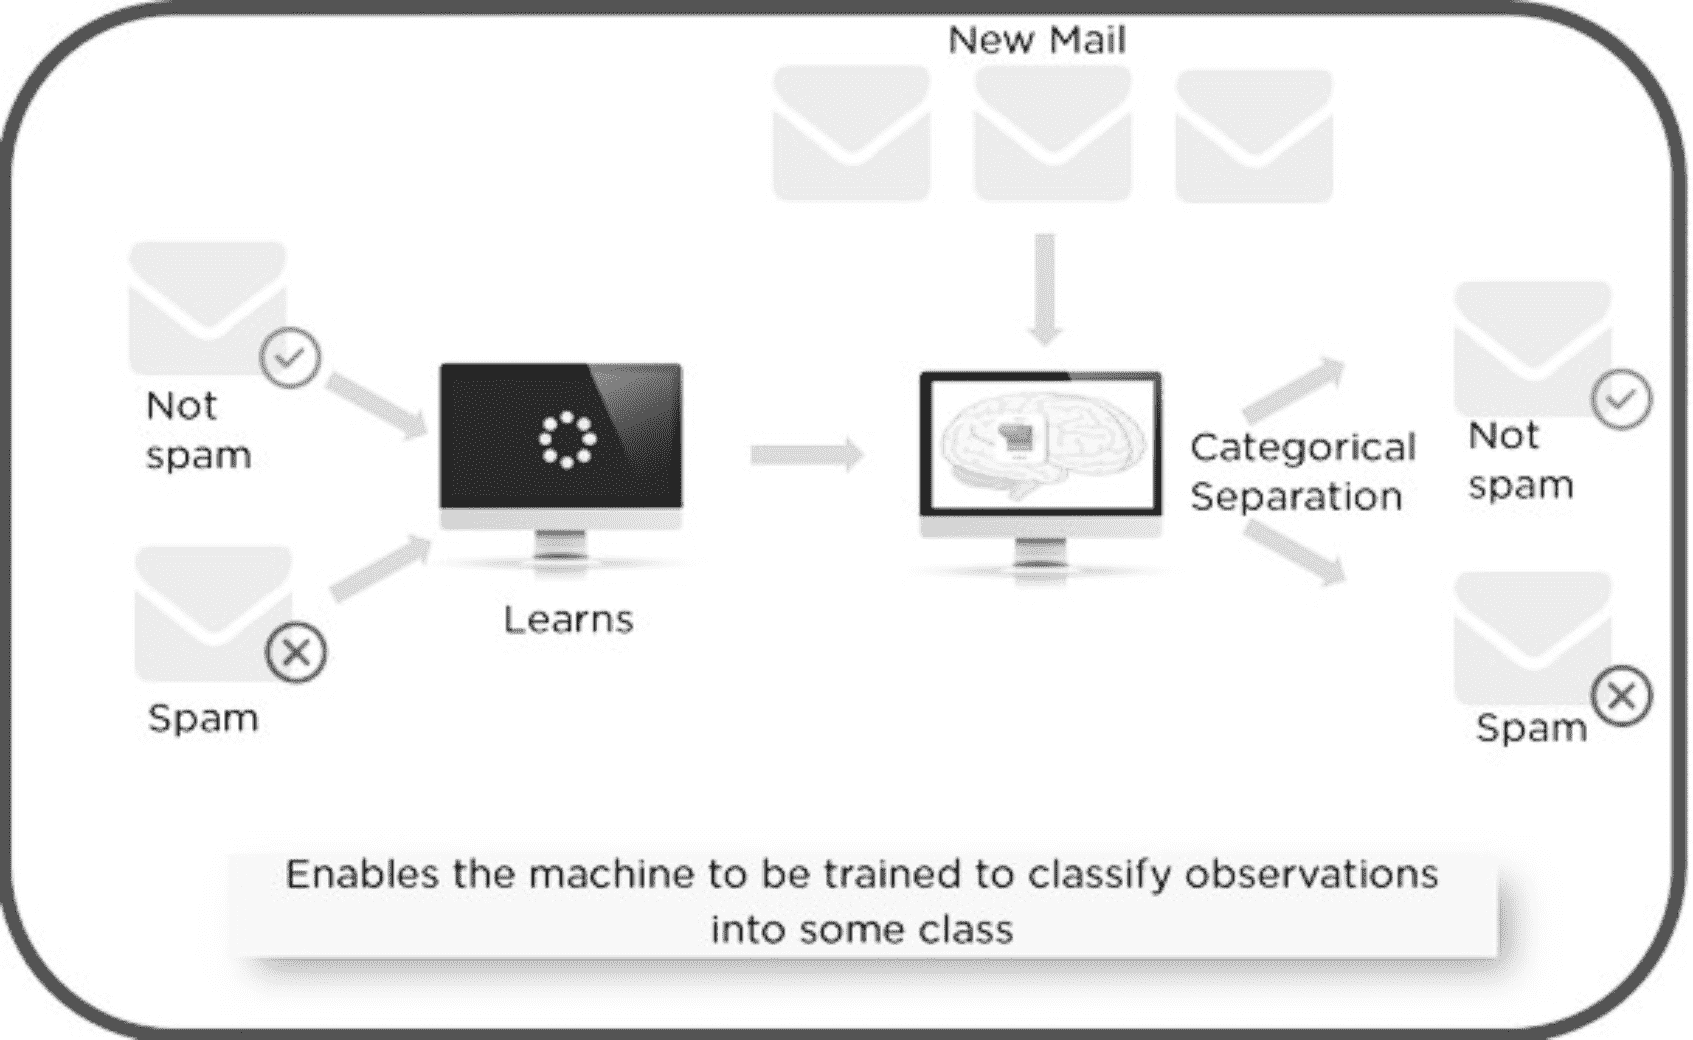 New Mail
Not
spam
Spam
Learns
Categorical
Separation
Not
spam
Spam
Enables the machine to be trained to classify observations
into some class